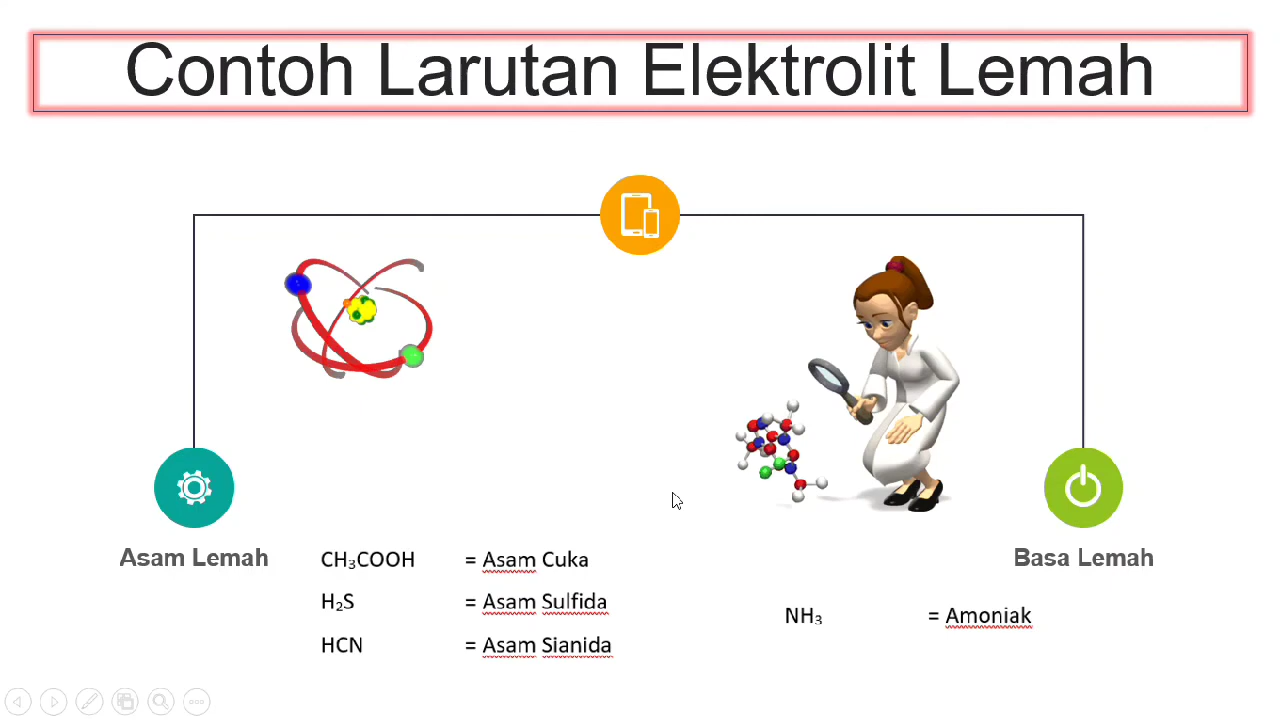 Contoh Larutan Elektrolit Lemah
Asam Lemah
CH₃COOH = Asam Cuka
H₂S = Asam Sulfida
HCN = Asam Sianida
Basa Lemah
NH₃ = Amoniak